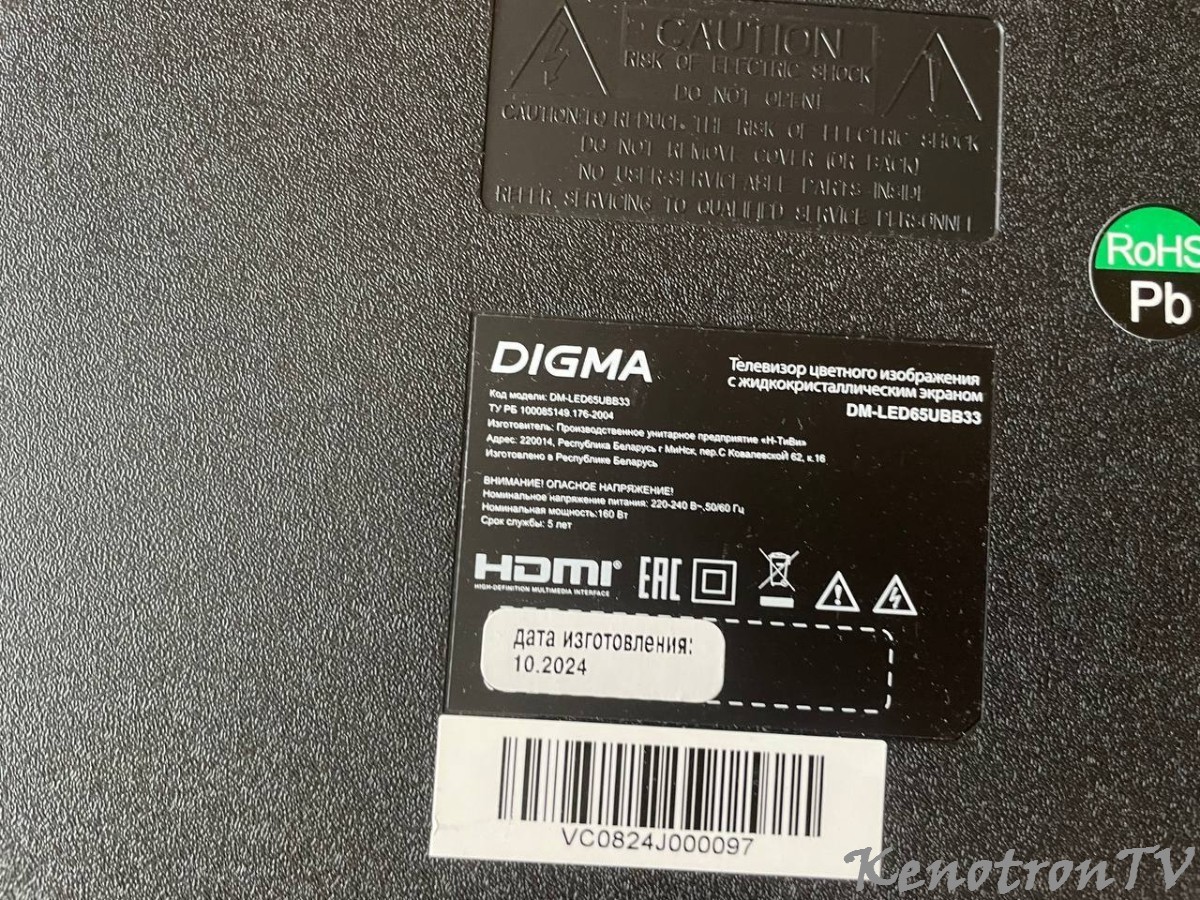 CAUTION
RISK OF ELECTRIC SHOCK
DO NOT OPEN!
CAUTION:TO REDUCE THE RISK OF ELECTRIC SHOCK
DO NOT REMOVE COVER (OR BACK)
NO USER-SERVICEABLE PARTS INSIDE
REFER SERVICING TO QUALIFIED SERVICE PERSONNEL
RoHS
Pb
DIGMA
Телевизор цветного изображения
с жидкокристаллическим экраном
DM-LED65UBB33
Код модели: DM-LED65UBB33
ТУ РБ 100085149.176-2004
Изготовитель: Производственное унитарное предприятие «Н-ТиВи»
Адрес: 220014, Республика Беларусь г Минск, пер.С Ковалевской 62, к.16
Изготовлено в Республике Беларусь
ВНИМАНИЕ! ОПАСНОЕ НАПРЯЖЕНИЕ!
Номинальное напряжение питания: 220-240 В~,50/60 Гц
Номинальная мощность:160 Вт
Срок службы: 5 лет
HDMI®
HIGH-DEFINITION MULTIMEDIA INTERFACE
EAC
дата изготовления:
10.2024
VC0824J000097
KenotronTV